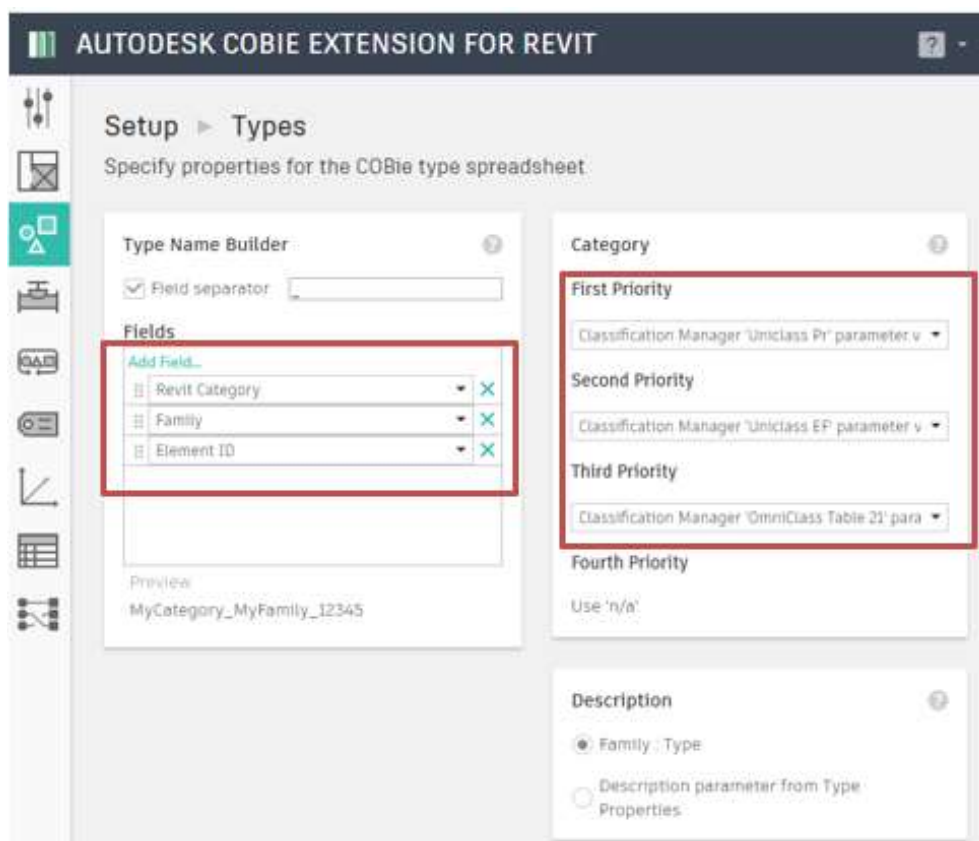 AUTODESK COBIE EXTENSION FOR REVIT
?
Setup ▸ Types
Specify properties for the COBie type spreadsheet
Type Name Builder
?
Field separator
_
Fields
Add Field...
Revit Category
Family
Element ID
Preview
MyCategory_MyFamily_12345
Category
?
First Priority
Classification Manager 'Uniclass Pr' parameter v
Second Priority
Classification Manager 'Uniclass EF' parameter v
Third Priority
Classification Manager 'OmniClass Table 21' para
Fourth Priority
Use 'n/a'
Description
?
Family : Type
Description parameter from Type
Properties